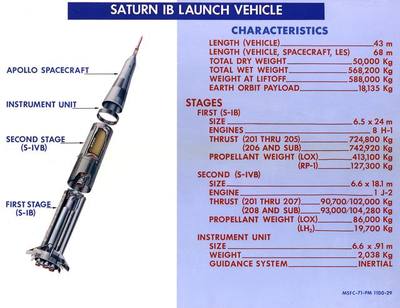 SATURN IB LAUNCH VEHICLE
APOLLO SPACECRAFT
INSTRUMENT UNIT
SECOND STAGE
(S-IVB)
FIRST STAGE
(S-IB)
CHARACTERISTICS
LENGTH (VEHICLE) 43 m
LENGTH (VEHICLE, SPACECRAFT, LES) 68 m
TOTAL DRY WEIGHT 50,000 Kg
TOTAL WET WEIGHT 568,200 Kg
WEIGHT AT LIFTOFF 588,000 Kg
EARTH ORBIT PAYLOAD 18,135 Kg
STAGES
FIRST (S-IB)
SIZE 6.5 x 24 m
ENGINES 8 H-1
THRUST (201 THRU 205) 724,800 Kg
(206 AND SUB) 742,920 Kg
PROPELLANT WEIGHT (LOX) 413,100 Kg
(RP-1) 127,300 Kg
SECOND (S-IVB)
SIZE 6.6 x 18.1 m
ENGINE 1 J-2
THRUST (201 THRU 207) 90,700/102,000 Kg
(208 AND SUB) 93,000/104,280 Kg
PROPELLANT WEIGHT (LOX) 86,000 Kg
(LH₂) 19,700 Kg
INSTRUMENT UNIT
SIZE 6.6 x .91 m
WEIGHT 2,038 Kg
GUIDANCE SYSTEM INERTIAL
MSFC-71-PM 1100-29